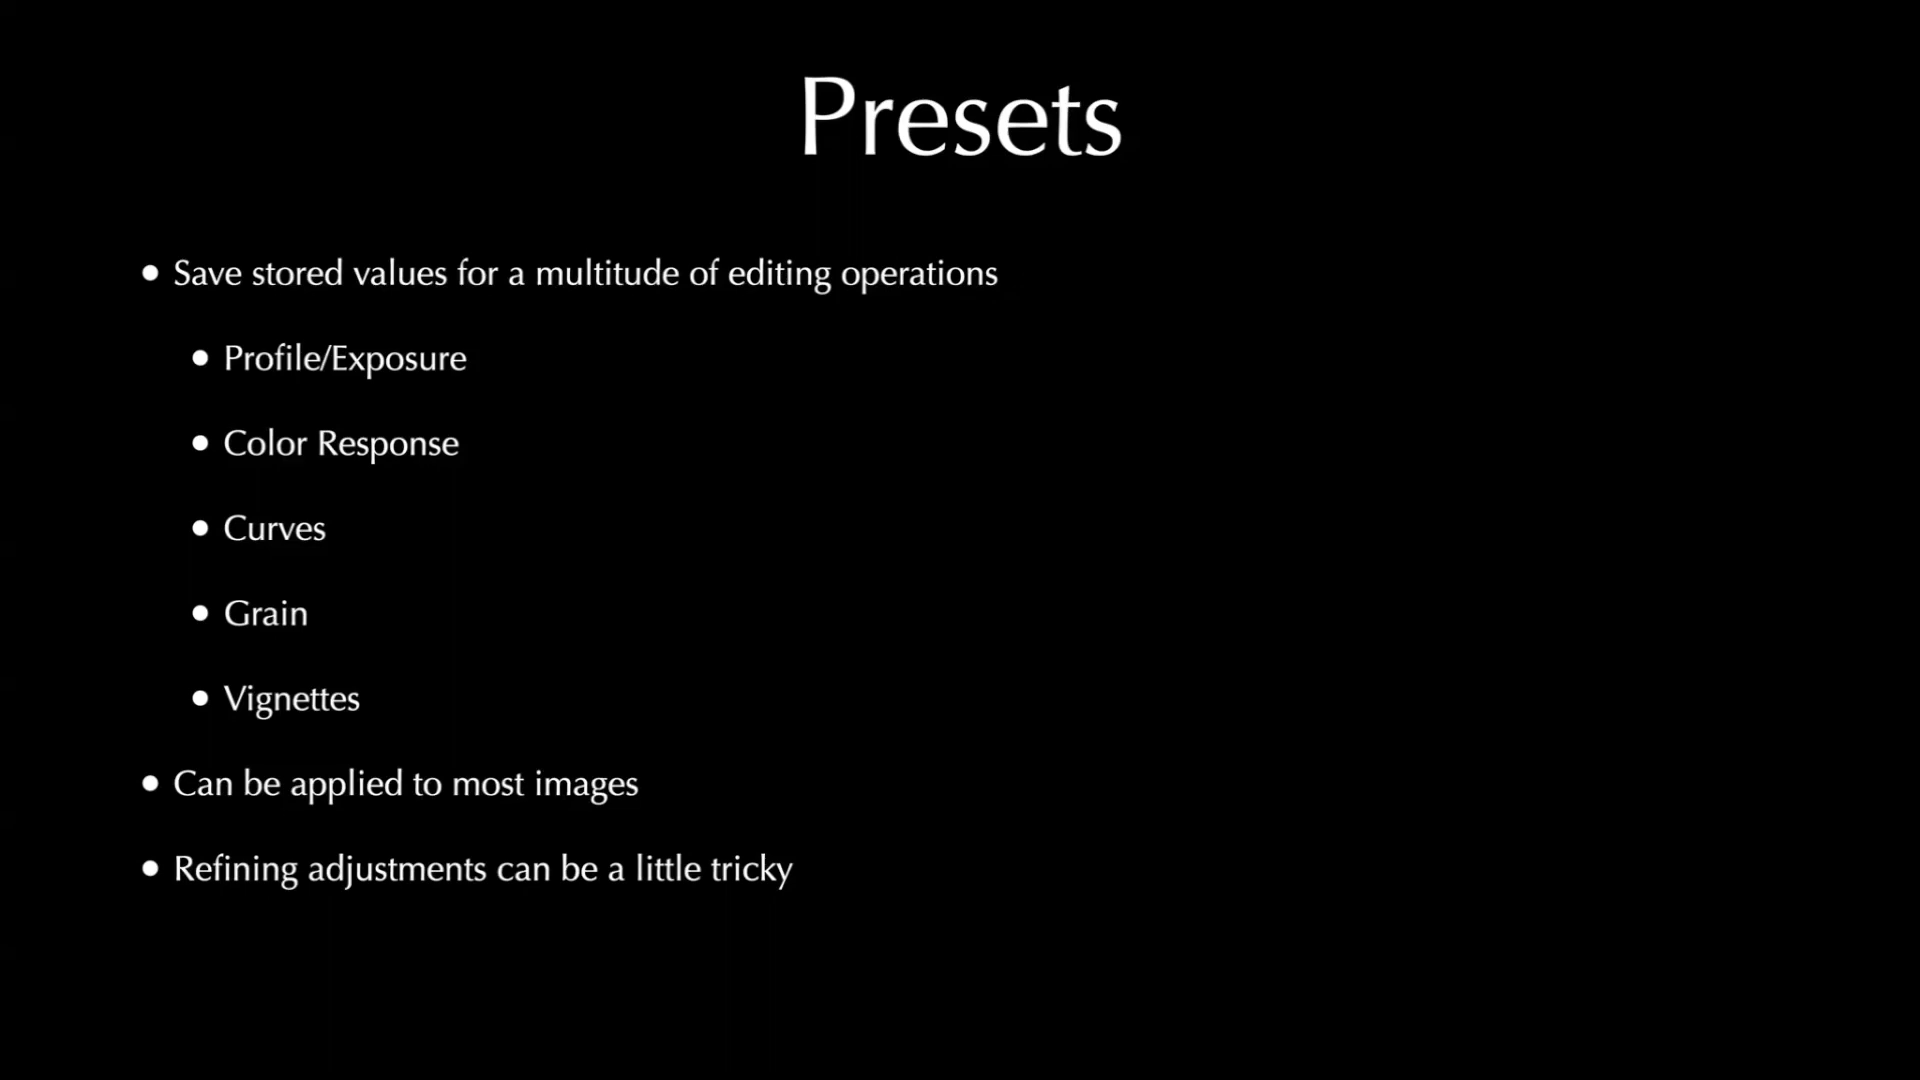 Presets
• Save stored values for a multitude of editing operations
• Profile/Exposure
• Color Response
• Curves
• Grain
• Vignettes
• Can be applied to most images
• Refining adjustments can be a little tricky